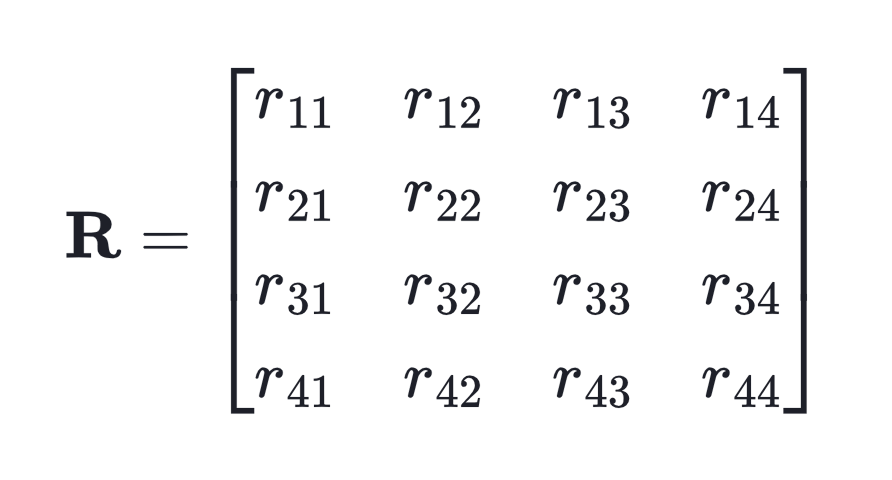 r₁₁ r₁₂ r₁₃ r₁₄
r₂₁ r₂₂ r₂₃ r₂₄
R =
r₃₁ r₃₂ r₃₃ r₃₄
r₄₁ r₄₂ r₄₃ r₄₄